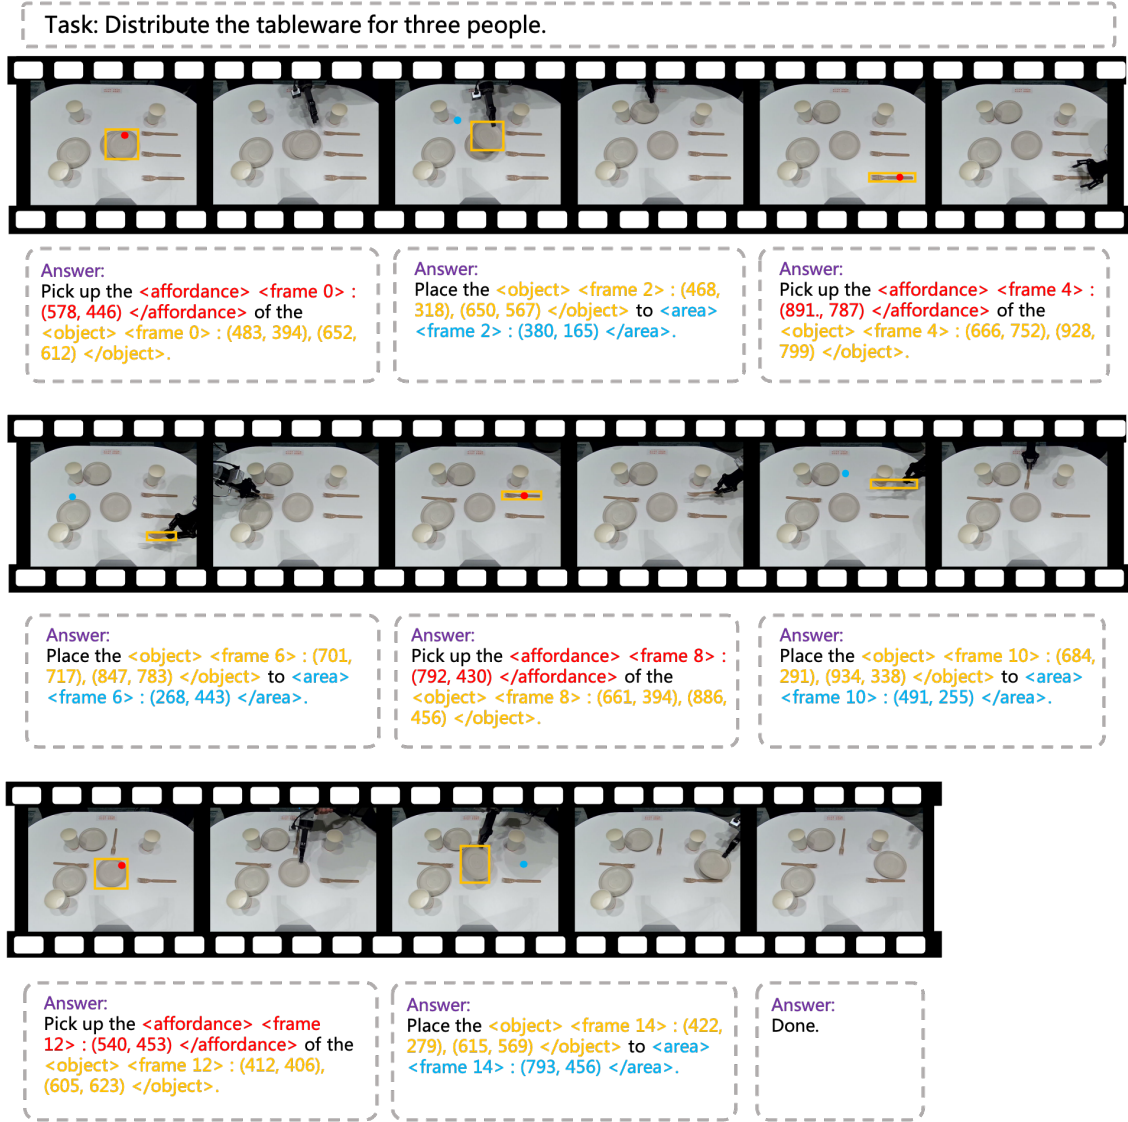 Task: Distribute the tableware for three people.
Answer:
Pick up the <affordance> <frame 0> :
(578, 446) </affordance> of the
<object> <frame 0> : (483, 394), (652,
612) </object>.
Answer:
Place the <object> <frame 2> : (468,
318), (650, 567) </object> to <area>
<frame 2> : (380, 165) </area>.
Answer:
Pick up the <affordance> <frame 4> :
(891., 787) </affordance> of the
<object> <frame 4> : (666, 752), (928,
799) </object>.
Answer:
Place the <object> <frame 6> : (701,
717), (847, 783) </object> to <area>
<frame 6> : (268, 443) </area>.
Answer:
Pick up the <affordance> <frame 8> :
(792, 430) </affordance> of the
<object> <frame 8> : (661, 394), (886,
456) </object>.
Answer:
Place the <object> <frame 10> : (684,
291), (934, 338) </object> to <area>
<frame 10> : (491, 255) </area>.
Answer:
Pick up the <affordance> <frame
12> : (540, 453) </affordance> of the
<object> <frame 12> : (412, 406),
(605, 623) </object>.
Answer:
Place the <object> <frame 14> : (422,
279), (615, 569) </object> to <area>
<frame 14> : (793, 456) </area>.
Answer:
Done.